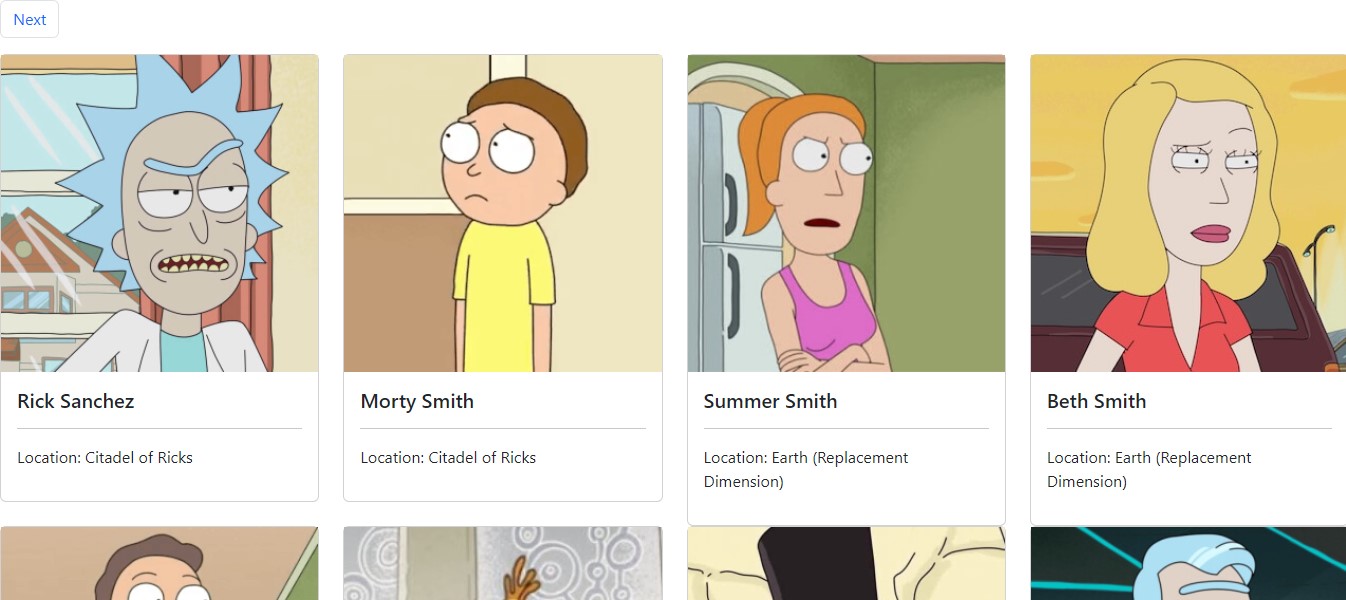 Next
Rick Sanchez
Location: Citadel of Ricks
Morty Smith
Location: Citadel of Ricks
Summer Smith
Location: Earth (Replacement
Dimension)
Beth Smith
Location: Earth (Replacement
Dimension)